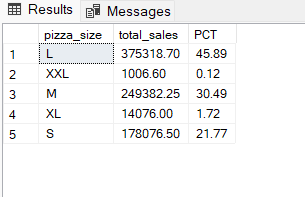 Results Messages
pizza_size total_sales PCT
1 L 375318.70 45.89
2 XXL 1006.60 0.12
3 M 249382.25 30.49
4 XL 14076.00 1.72
5 S 178076.50 21.77